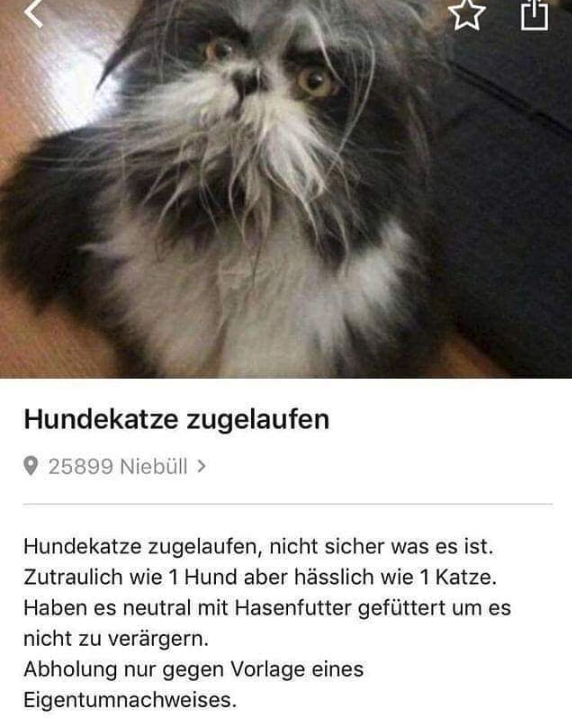 Hundekatze zugelaufen
25899 Niebüll
Hundekatze zugelaufen, nicht sicher was es ist.
Zutraulich wie 1 Hund aber hässlich wie 1 Katze.
Haben es neutral mit Hasenfutter gefüttert um es
nicht zu verärgern.
Abholung nur gegen Vorlage eines
Eigentumnachweises.